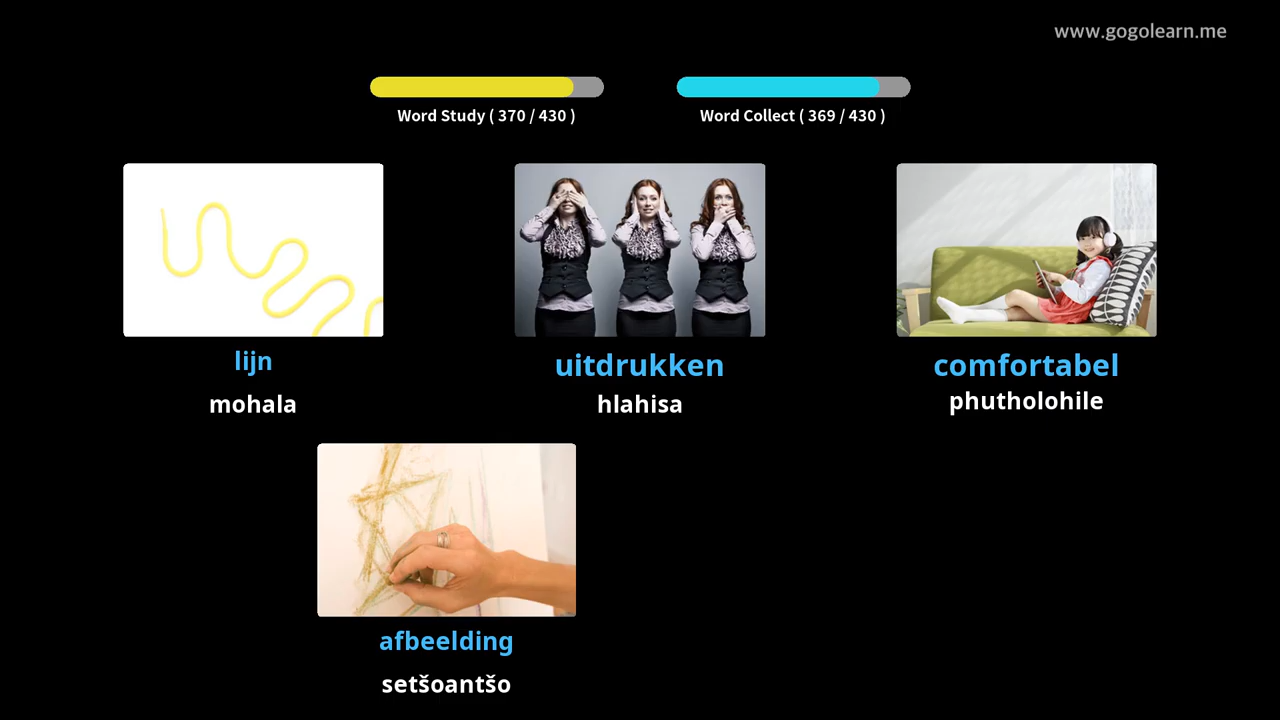 www.gogolearn.me
Word Study ( 370 / 430 )
Word Collect ( 369 / 430 )
lijn
mohala
uitdrukken
hlahisa
comfortabel
phutholohile
afbeelding
setšoantšo